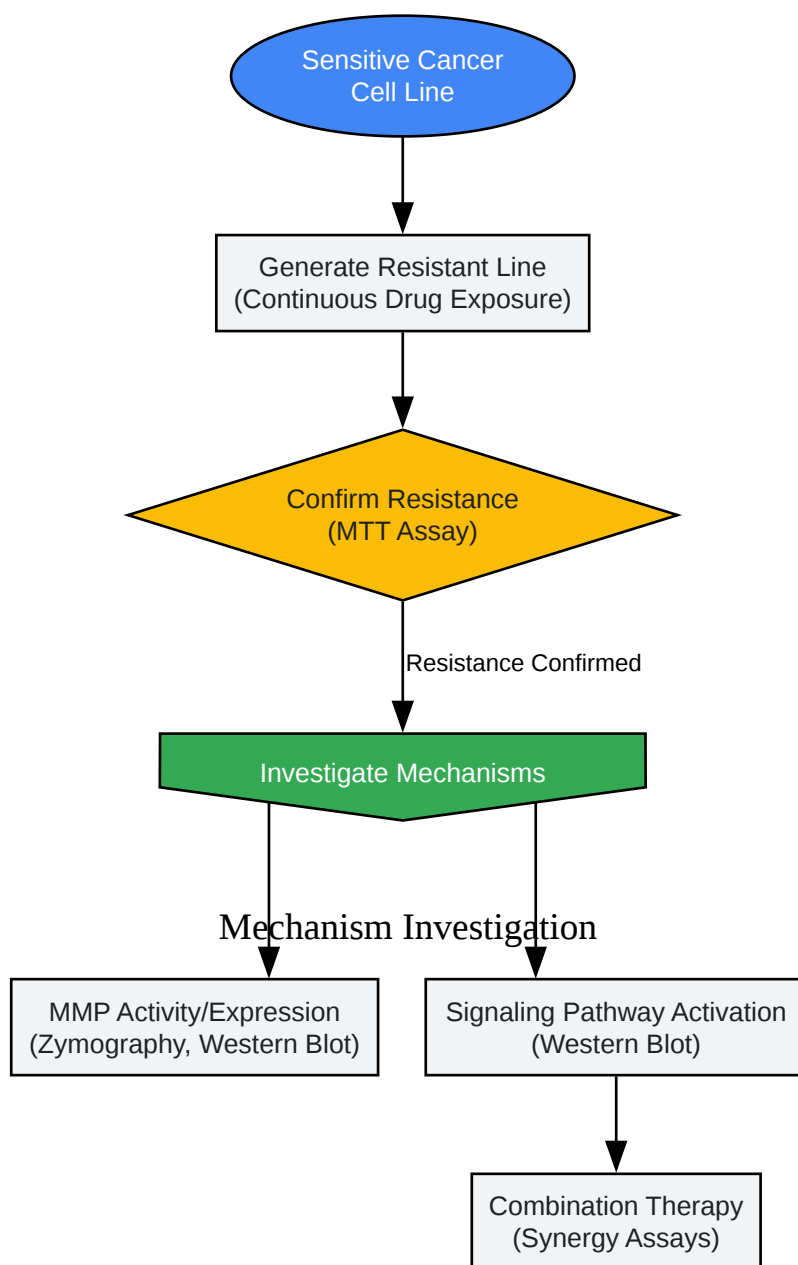 Sensitive Cancer
Cell Line
Generate Resistant Line
(Continuous Drug Exposure)
Confirm Resistance
(MTT Assay)
Resistance Confirmed
Investigate Mechanisms
Mechanism Investigation
MMP Activity/Expression
(Zymography, Western Blot)
Signaling Pathway Activation
(Western Blot)
Combination Therapy
(Synergy Assays)